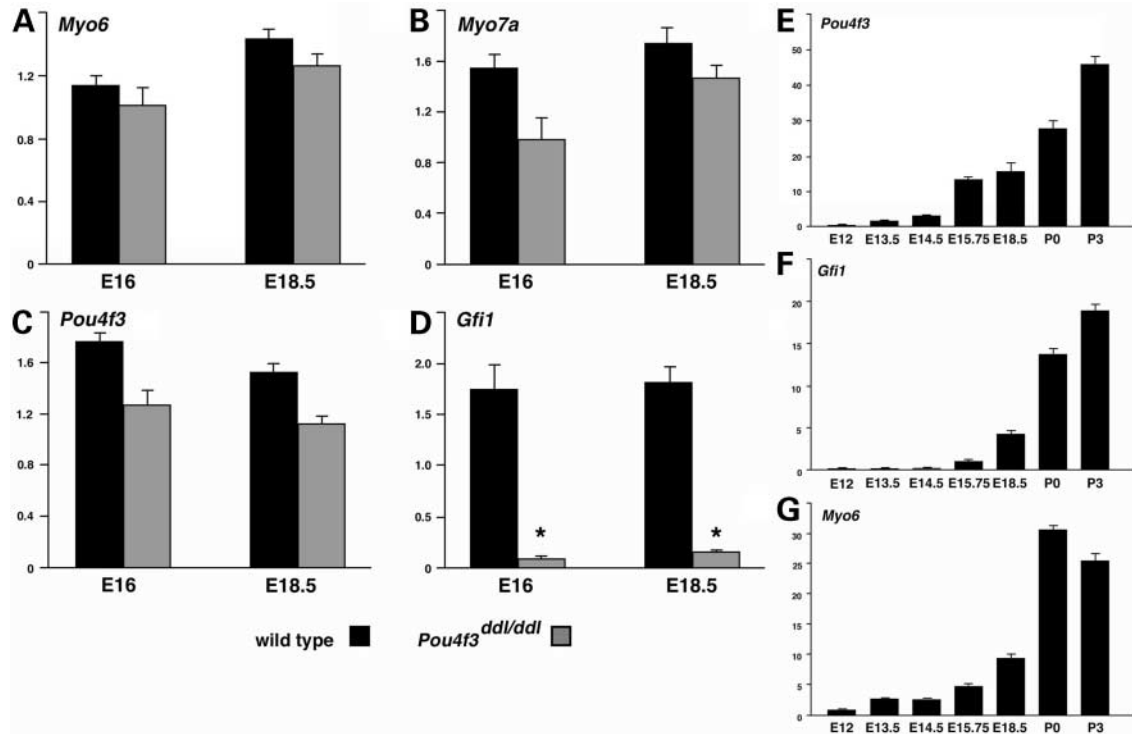 A Myo6
1.2
0.8
0.4
0
E16 E18.5
B Myo7a
1.6
1.2
0.8
0.4
0
E16 E18.5
C Pou4f3
1.6
1.2
0.8
0.4
0
E16 E18.5
D Gfi1
2.0
1.5
1.0
0.5
0
* *
E16 E18.5
wild type Pou4f3 ddl/ddl
E Pou4f3
50
40
30
20
10
0
E12 E13.5 E14.5 E15.75 E18.5 P0 P3
F Gfi1
20
15
10
5
0
E12 E13.5 E14.5 E15.75 E18.5 P0 P3
G Myo6
30
25
20
15
10
5
0
E12 E13.5 E14.5 E15.75 E18.5 P0 P3